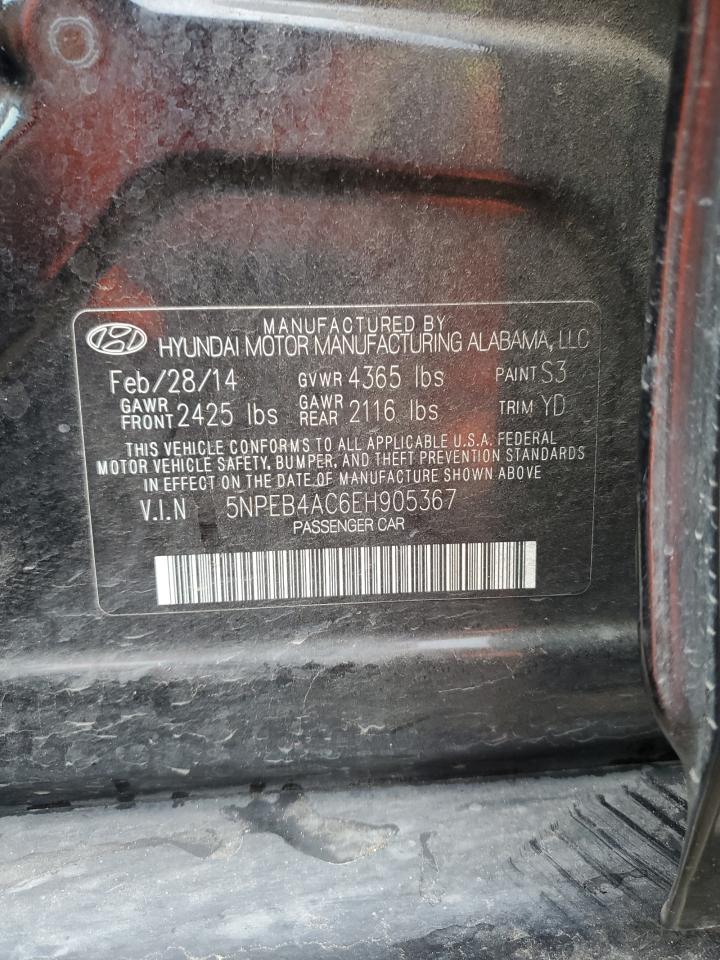 MANUFACTURED BY
HYUNDAI MOTOR MANUFACTURING ALABAMA, LLC
Feb/28/14 GVWR 4365 lbs PAINT S3
GAWR FRONT 2425 lbs GAWR REAR 2116 lbs TRIM YD
THIS VEHICLE CONFORMS TO ALL APPLICABLE U.S.A. FEDERAL
MOTOR VEHICLE SAFETY, BUMPER, AND THEFT PREVENTION STANDARDS
IN EFFECT ON THE DATE OF MANUFACTURE SHOWN ABOVE
V.I.N 5NPEB4AC6EH905367
PASSENGER CAR